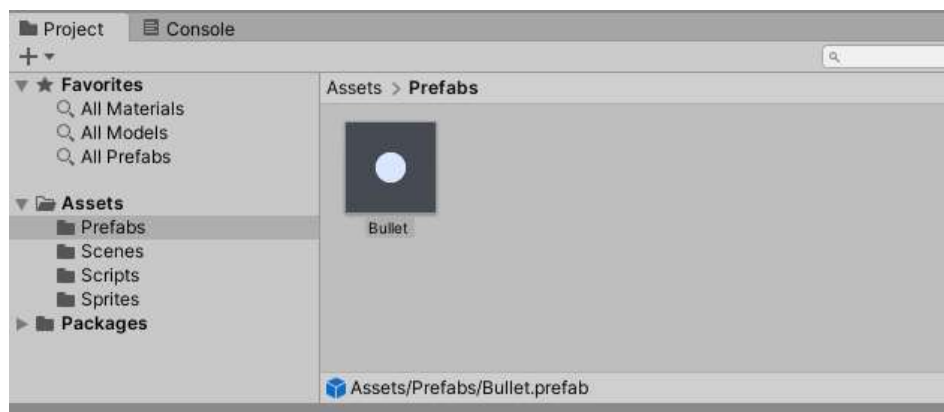 Project
Console
Favorites
All Materials
All Models
All Prefabs
Assets
Prefabs
Scenes
Scripts
Sprites
Packages
Assets > Prefabs
Bullet
Assets/Prefabs/Bullet.prefab